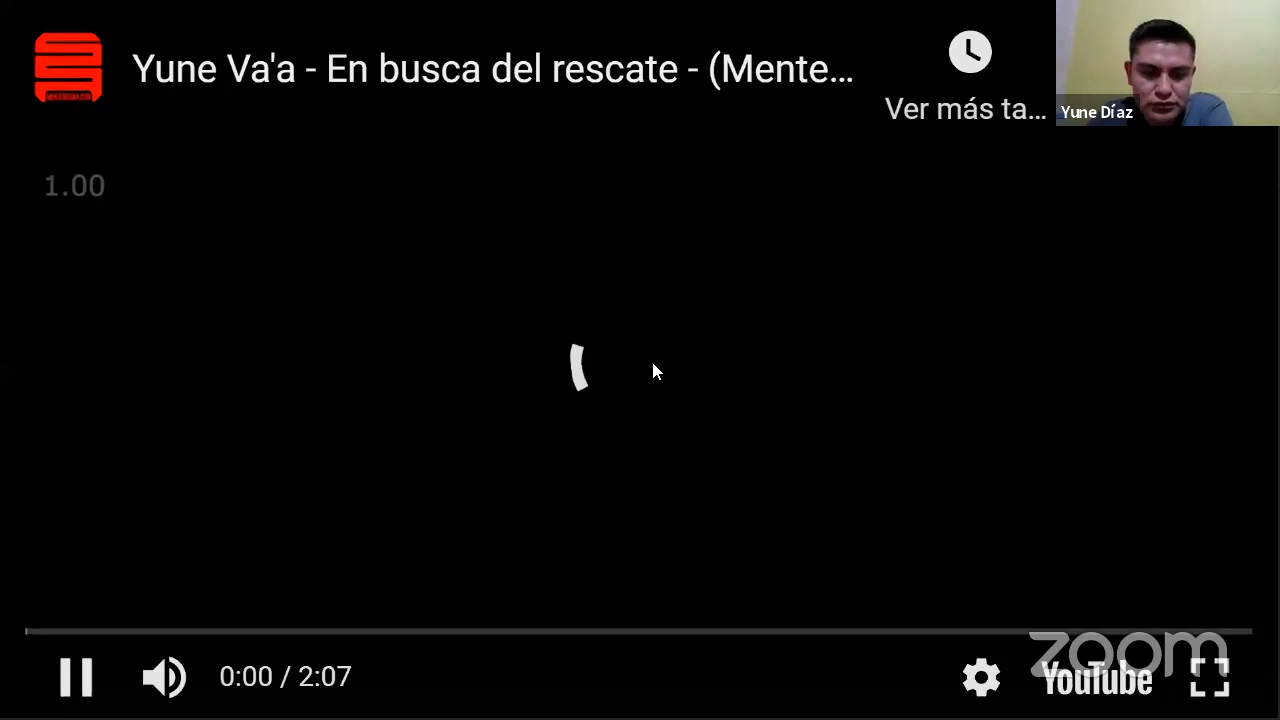 Yune Va'a - En busca del rescate - (Mente...
Ver más ta...
Yune Díaz
1.00
0:00 / 2:07
zoom
YouTube